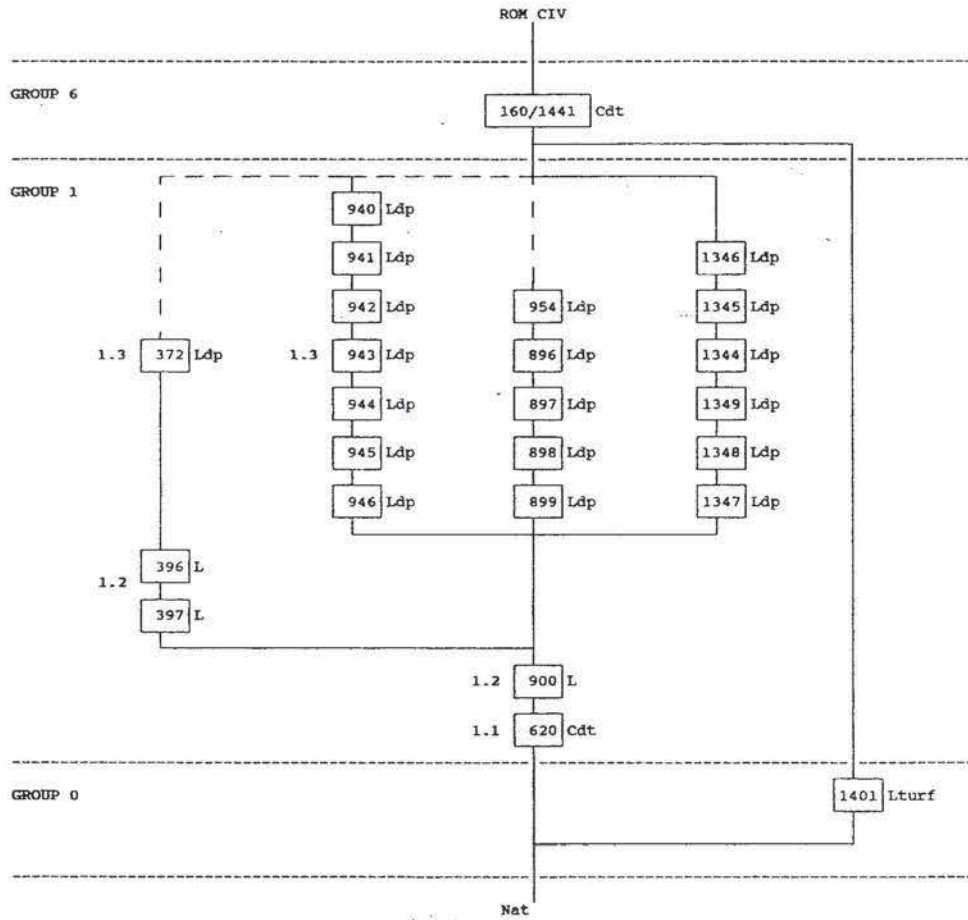 ROM CIV
GROUP 6
160/1441 Cdt
GROUP 1
940 Ldp
941 Ldp 1346 Ldp
942 Ldp 954 Ldp 1345 Ldp
1.3 372 Ldp 1.3 943 Ldp 896 Ldp 1344 Ldp
944 Ldp 897 Ldp 1349 Ldp
945 Ldp 898 Ldp 1348 Ldp
946 Ldp 899 Ldp 1347 Ldp
396 L
1.2
397 L
1.2 900 L
1.1 620 Cdt
GROUP 0 1401 Lturf
Nat